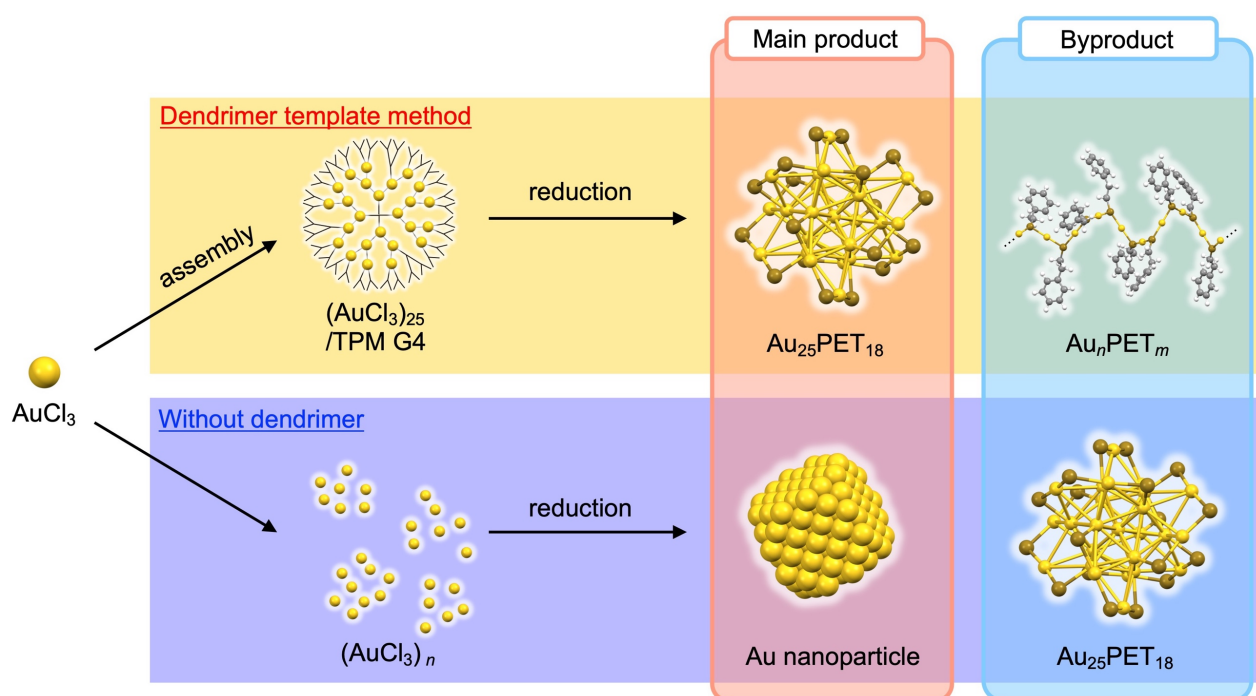 Main product
Byproduct
Dendrimer template method
reduction
assembly
(AuCl₃)₂₅
/TPM G4
Au₂₅PET₁₈
AuₙPETₘ
AuCl₃
Without dendrimer
reduction
(AuCl₃)ₙ
Au nanoparticle
Au₂₅PET₁₈